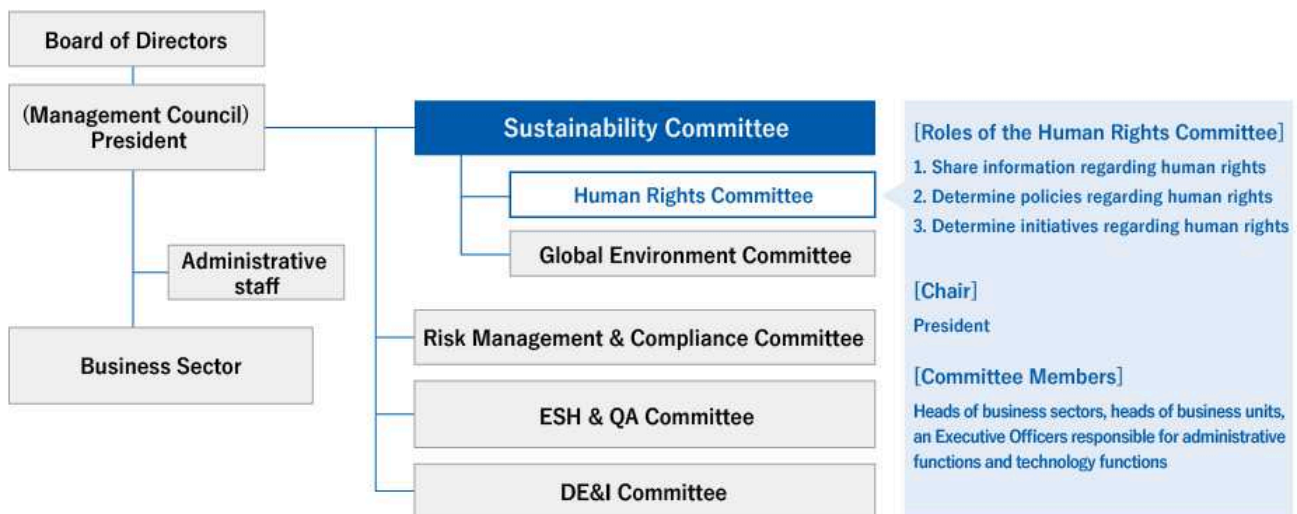 Board of Directors
(Management Council)
President
Administrative
staff
Business Sector
Sustainability Committee
Human Rights Committee
Global Environment Committee
Risk Management & Compliance Committee
ESH & QA Committee
DE&I Committee
[Roles of the Human Rights Committee]
1. Share information regarding human rights
2. Determine policies regarding human rights
3. Determine initiatives regarding human rights
[Chair]
President
[Committee Members]
Heads of business sectors, heads of business units,
an Executive Officers responsible for administrative
functions and technology functions